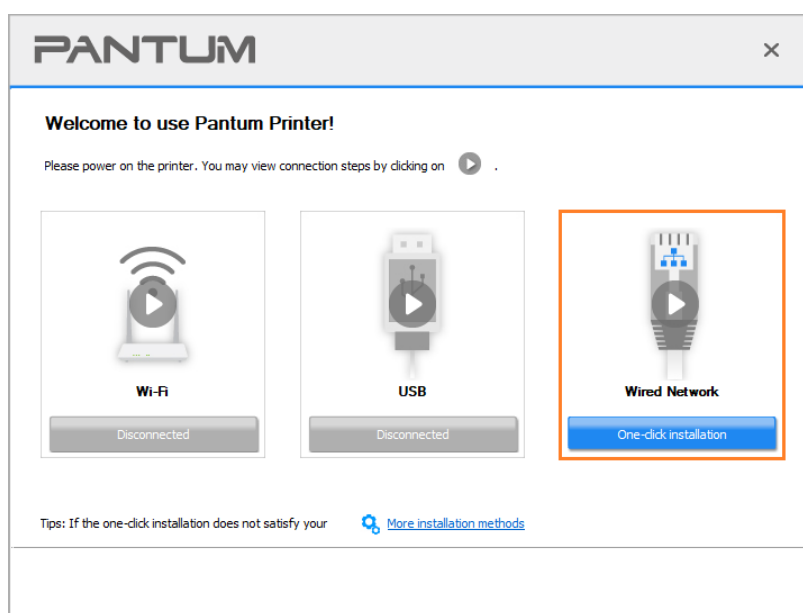 PANTUM
Welcome to use Pantum Printer!
Please power on the printer. You may view connection steps by clicking on .
Wi-Fi
USB
Wired Network
Disconnected
Disconnected
One-click installation
Tips: If the one-click installation does not satisfy your
More installation methods